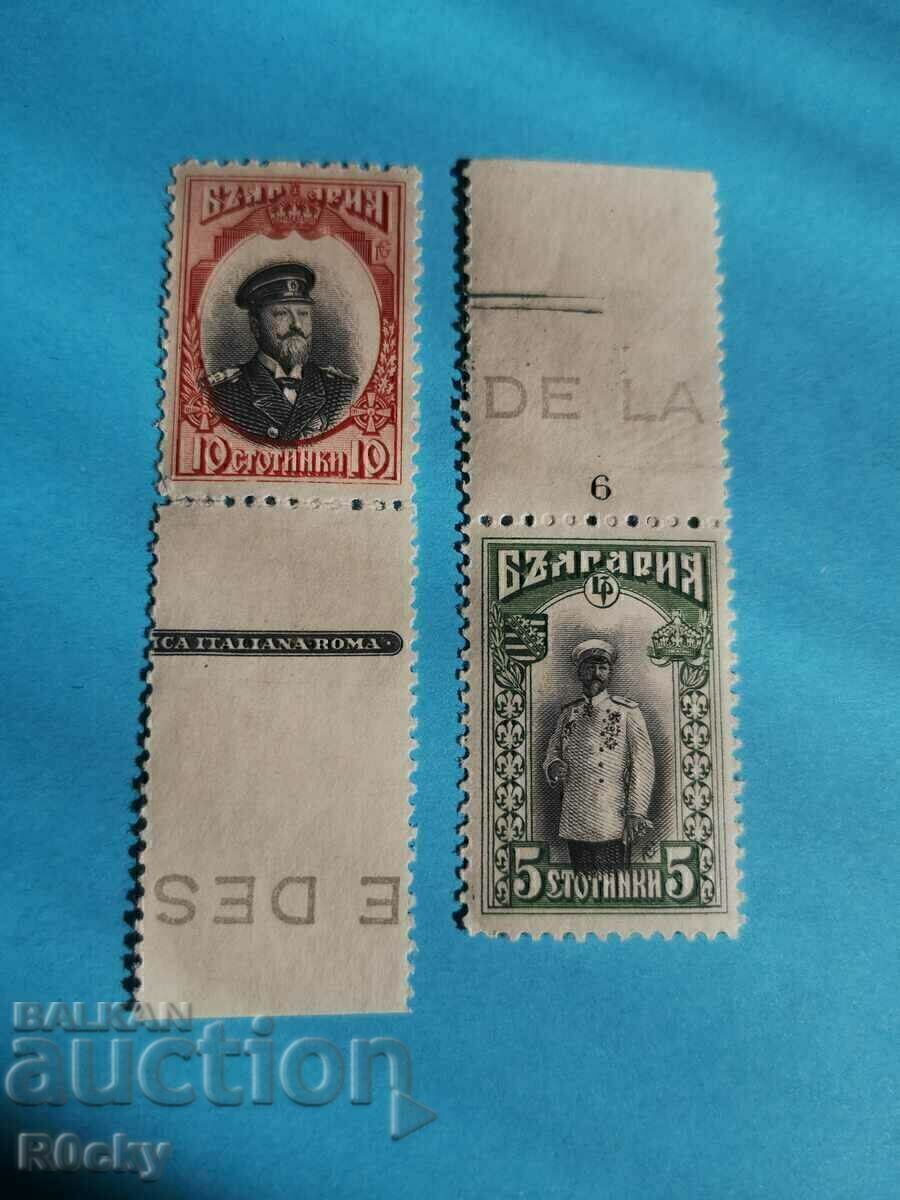 БЪЛГАРИЯ
10 СТОТИНКИ 10
ICA ITALIANA ROMA
E DES
DE LA
6
БЪЛГАРИЯ
5 СТОТИНКИ 5
BALKAN
auction
R0cky